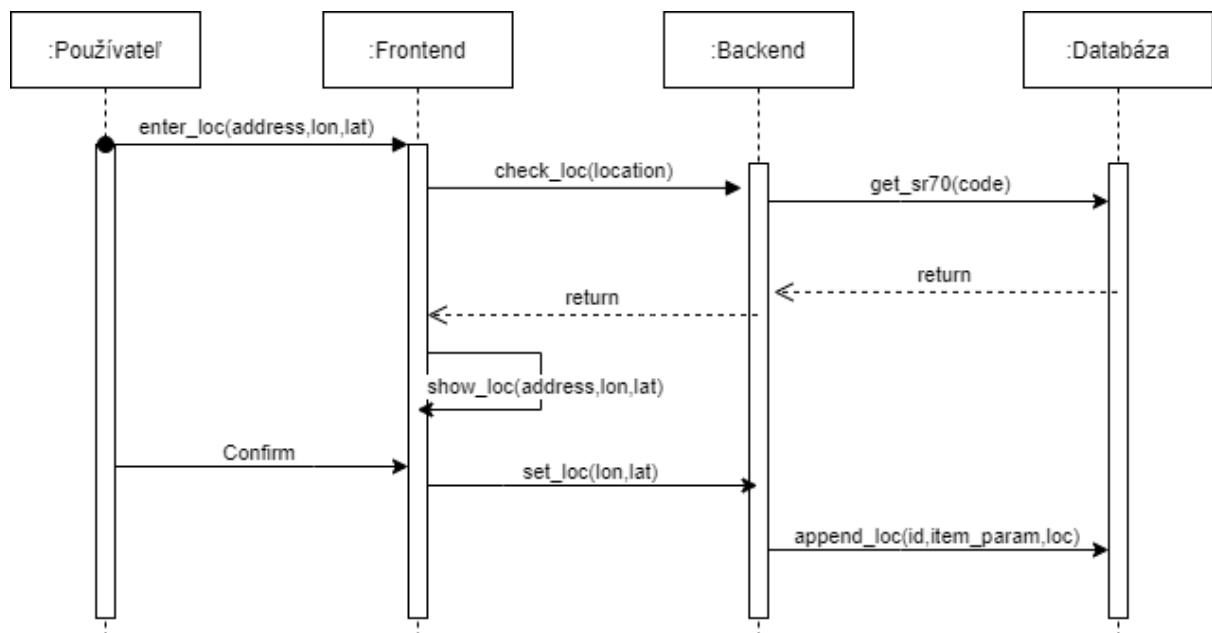 :Používateľ
:Frontend
:Backend
:Databáza
enter_loc(address,lon,lat)
check_loc(location)
get_sr70(code)
return
return
show_loc(address,lon,lat)
Confirm
set_loc(lon,lat)
append_loc(id,item_param,loc)